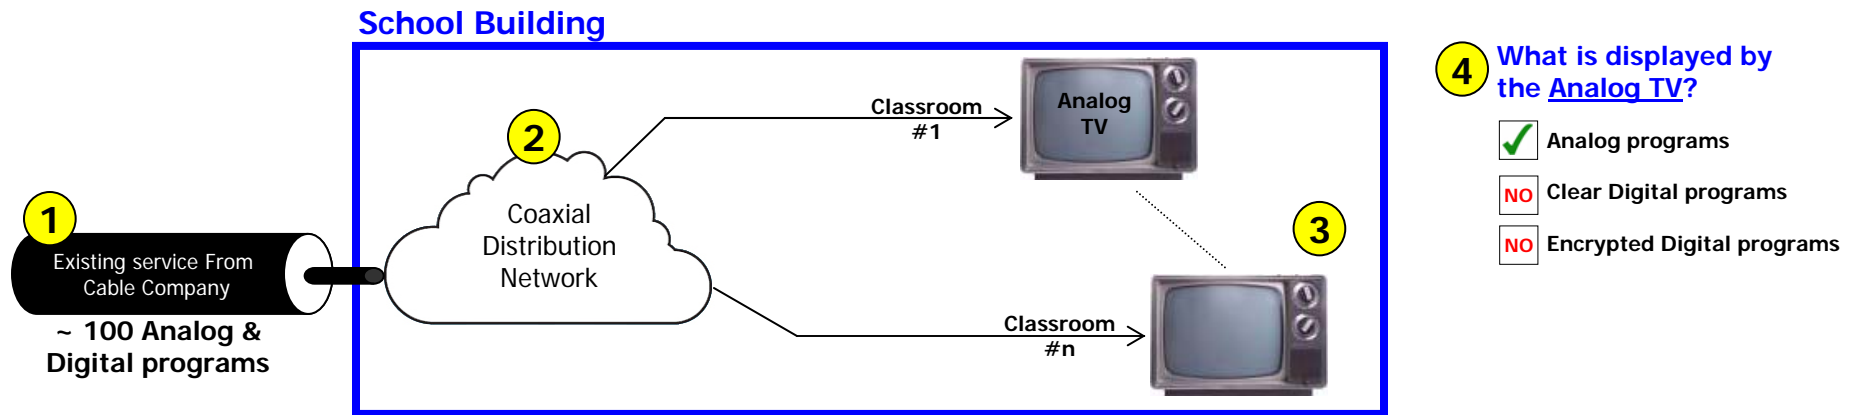 School Building
1
Existing service From
Cable Company
~ 100 Analog &
Digital programs
2
Coaxial
Distribution
Network
Classroom
#1
Analog
TV
3
Classroom
#n
4
What is displayed by
the Analog TV?
Analog programs
NO Clear Digital programs
NO Encrypted Digital programs